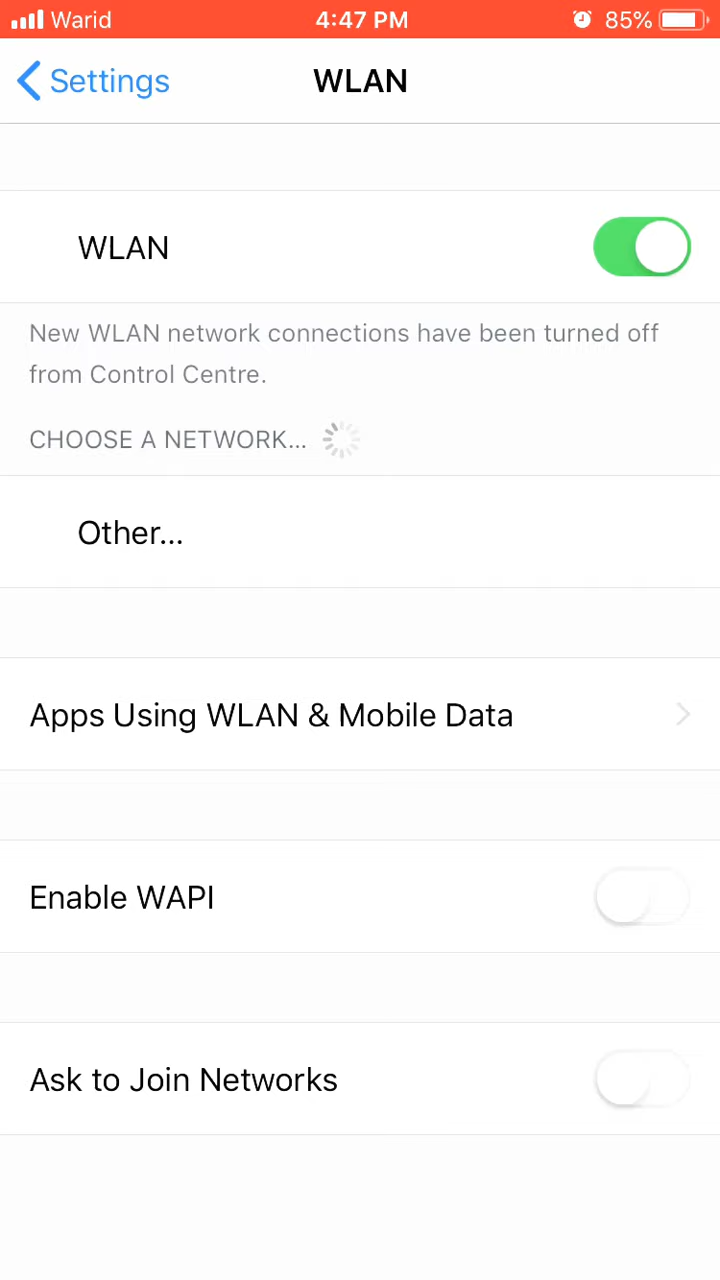 Warid 4:47 PM 85%
Settings WLAN
WLAN
New WLAN network connections have been turned off
from Control Centre.
CHOOSE A NETWORK...
Other...
Apps Using WLAN & Mobile Data
Enable WAPI
Ask to Join Networks